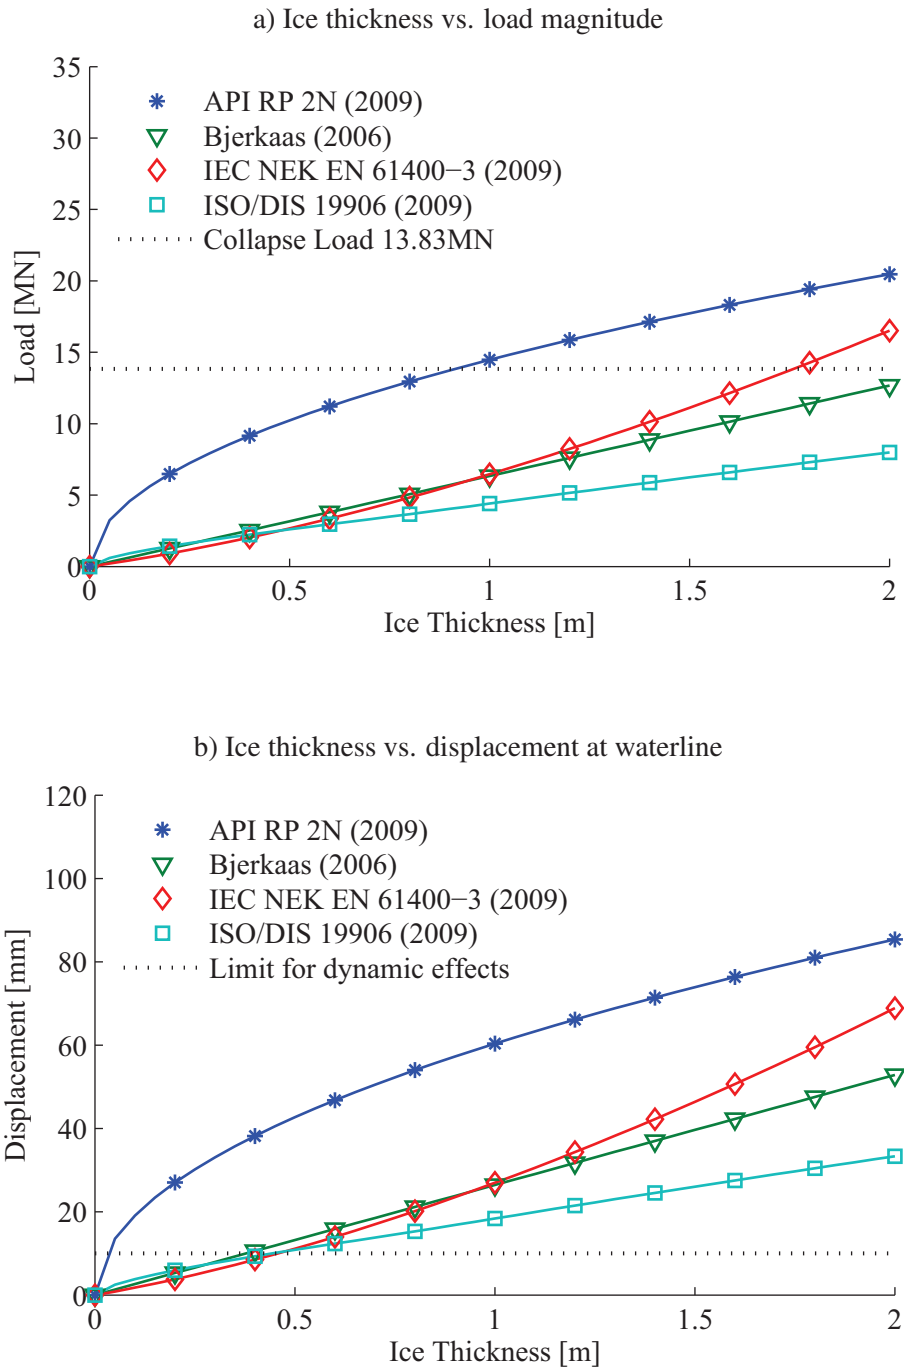 a) Ice thickness vs. load magnitude
35
30
25
20
15
10
5
0
Load [MN]
API RP 2N (2009)
Bjerkaas (2006)
IEC NEK EN 61400−3 (2009)
ISO/DIS 19906 (2009)
Collapse Load 13.83MN
0 0.5 1 1.5 2
Ice Thickness [m]
b) Ice thickness vs. displacement at waterline
120
100
80
60
40
20
0
Displacement [mm]
API RP 2N (2009)
Bjerkaas (2006)
IEC NEK EN 61400−3 (2009)
ISO/DIS 19906 (2009)
Limit for dynamic effects
0 0.5 1 1.5 2
Ice Thickness [m]